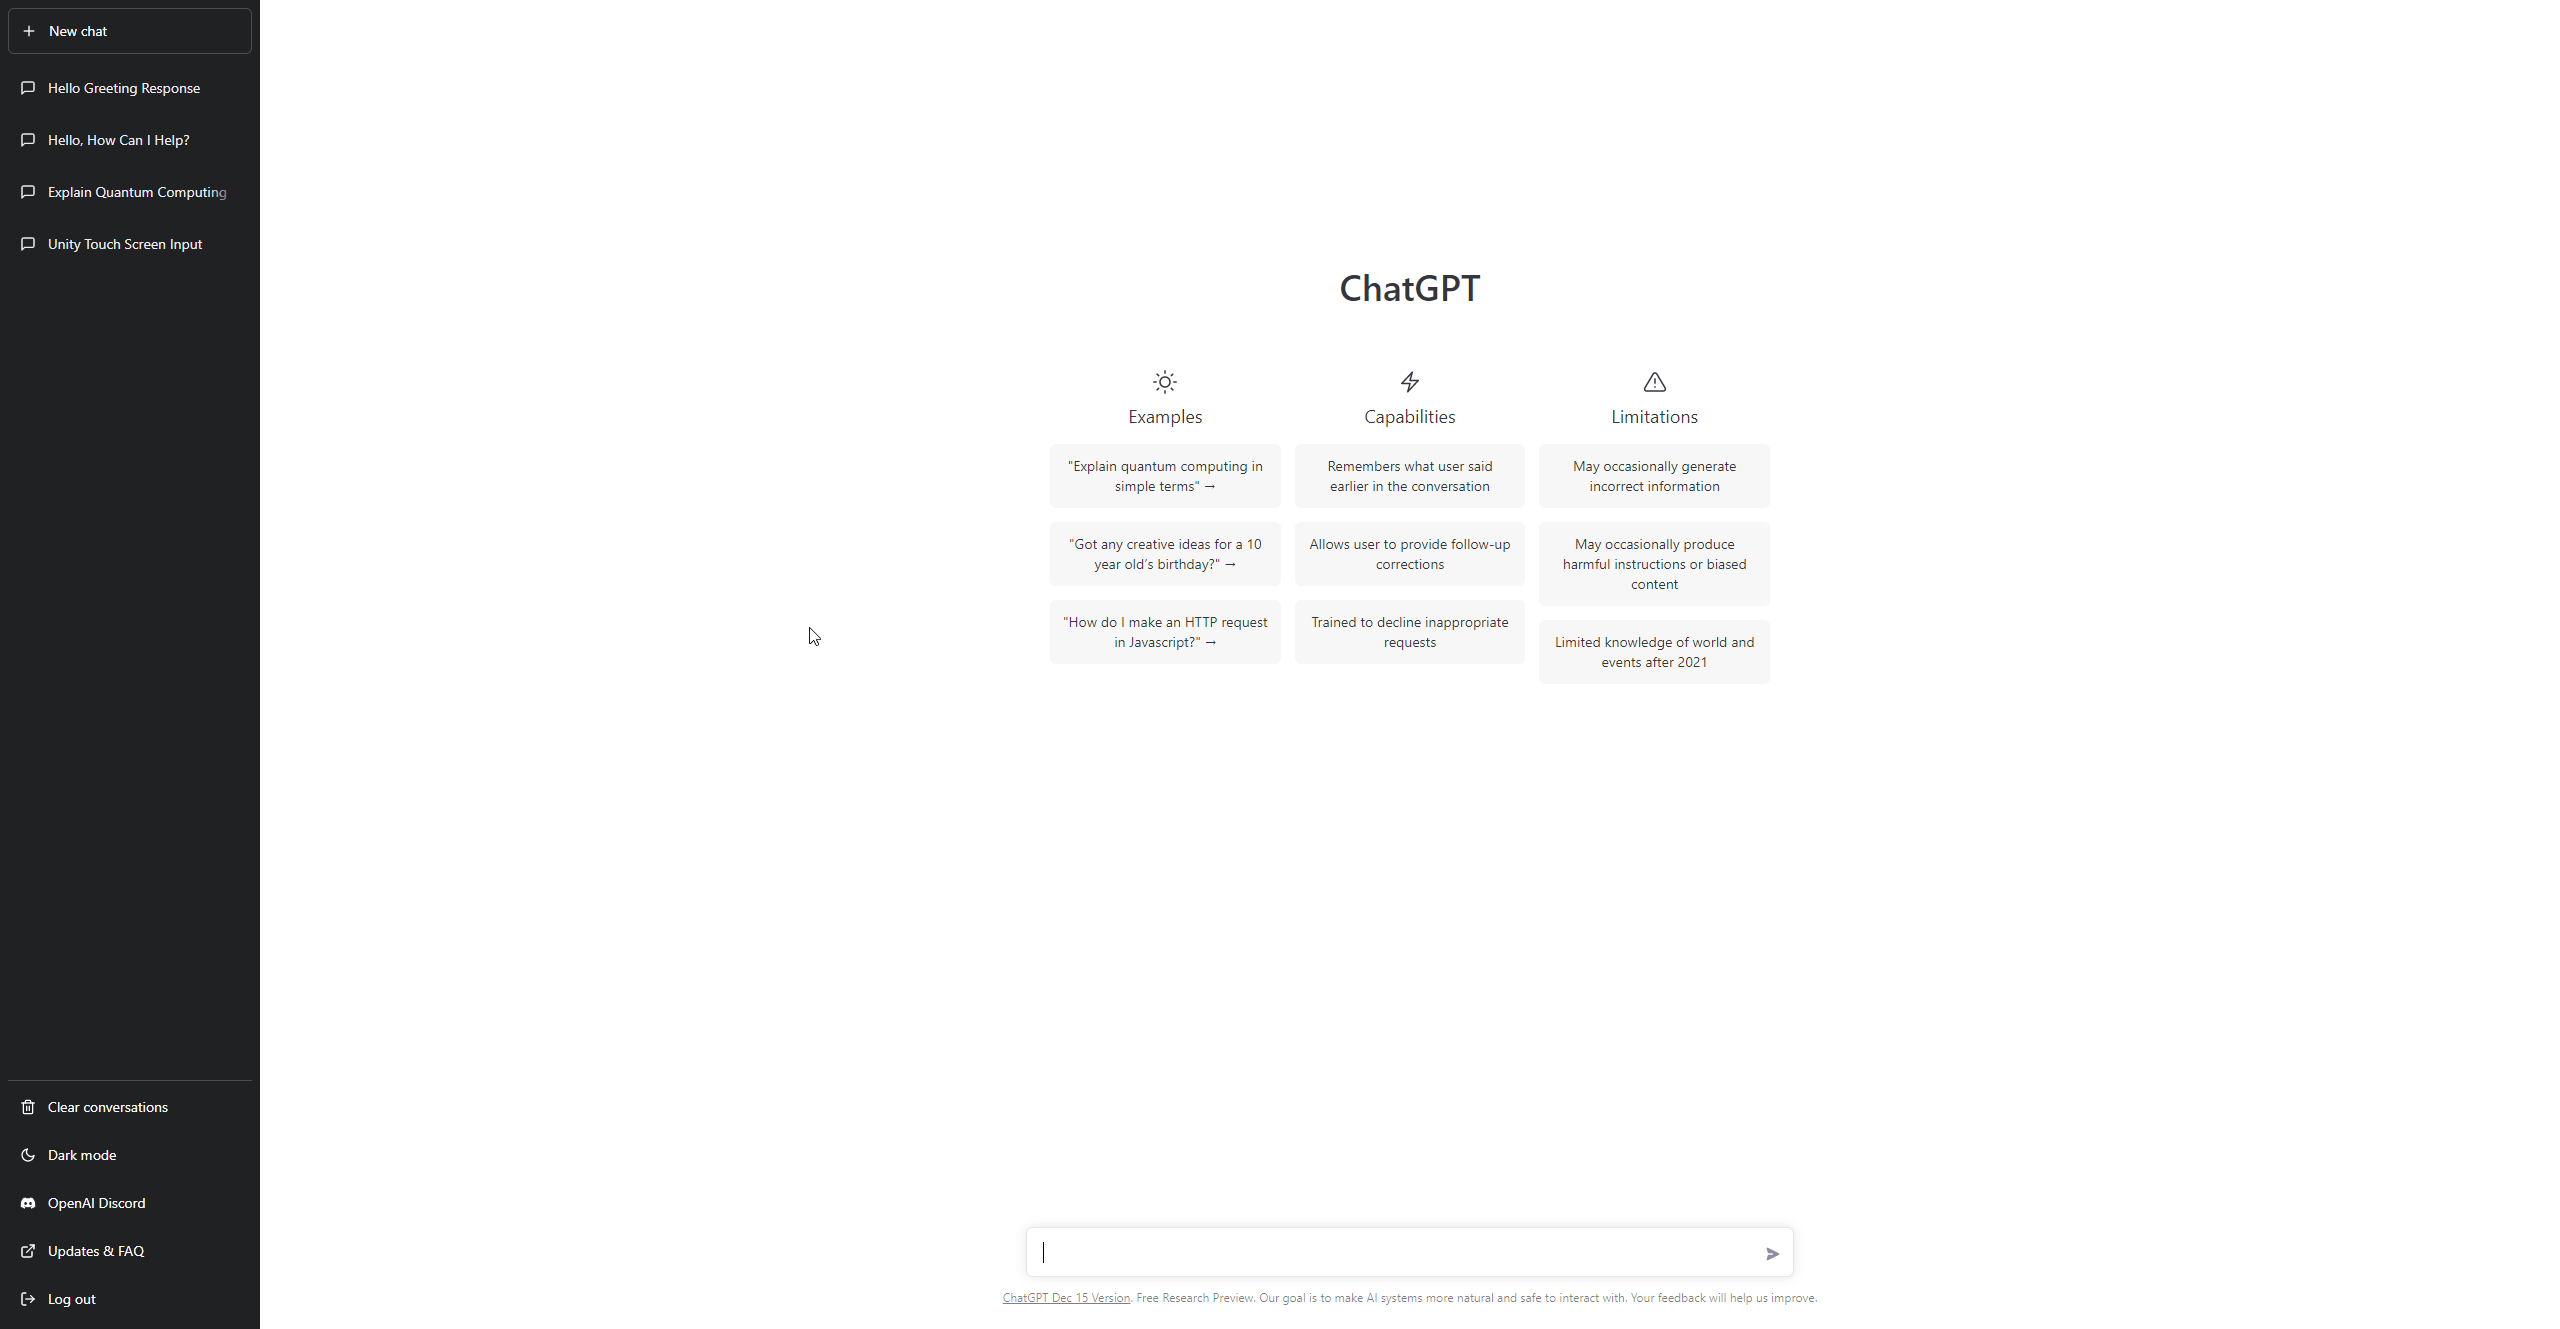 New chat
Hello Greeting Response
Hello, How Can I Help?
Explain Quantum Computing
Unity Touch Screen Input
Clear conversations
Dark mode
OpenAI Discord
Updates & FAQ
Log out
ChatGPT
Examples
"Explain quantum computing in
simple terms" →
"Got any creative ideas for a 10
year old's birthday?" →
"How do I make an HTTP request
in Javascript?" →
Capabilities
Remembers what user said
earlier in the conversation
Allows user to provide follow-up
corrections
Trained to decline inappropriate
requests
Limitations
May occasionally generate
incorrect information
May occasionally produce
harmful instructions or biased
content
Limited knowledge of world and
events after 2021
ChatGPT Dec 15 Version. Free Research Preview. Our goal is to make AI systems more natural and safe to interact with. Your feedback will help us improve.